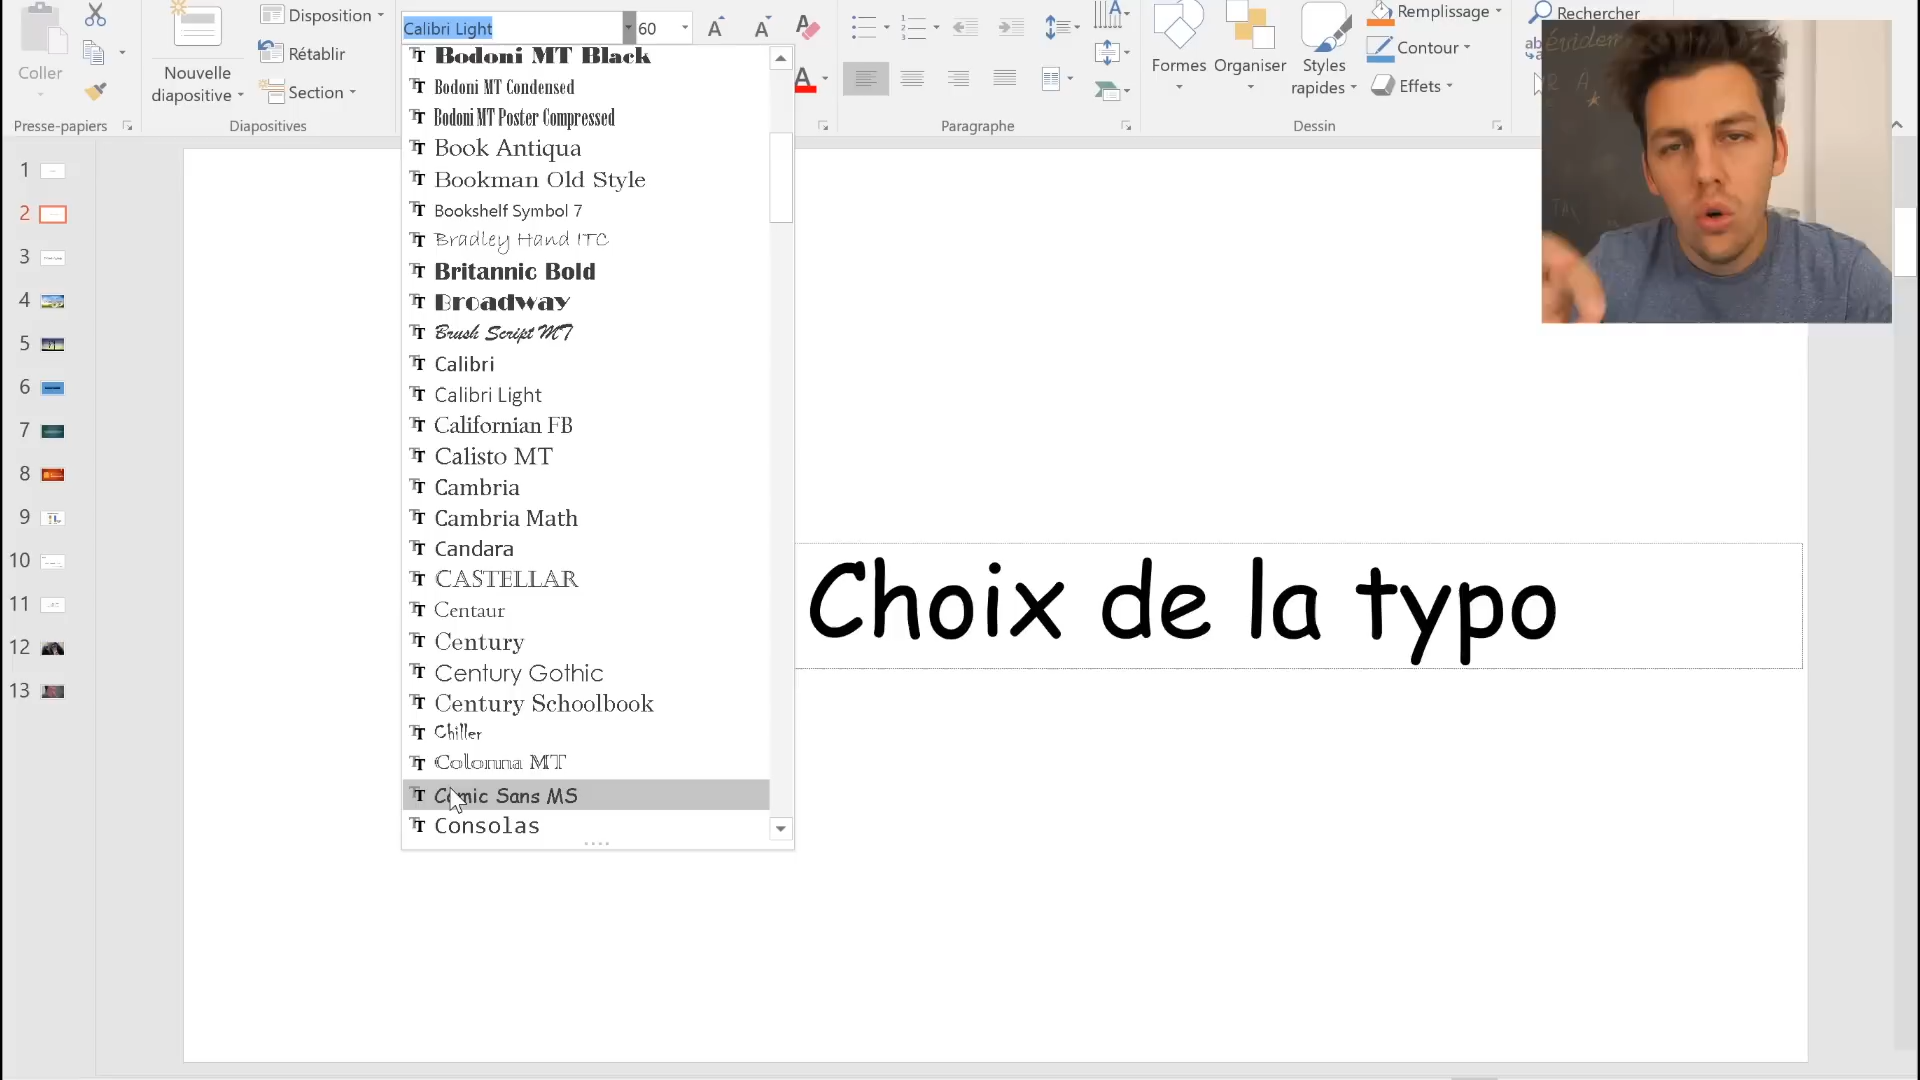 Coller
Presse-papiers
Nouvelle
diapositive
Disposition
Rétablir
Section
Diapositives
Calibri Light
60
A
A
A
A
Paragraphe
Formes
Organiser
Styles
rapides
Remplissage
Contour
Effets
Dessin
Rechercher
Bodoni MT Black
Bodoni MT Condensed
Bodoni MT Poster Compressed
Book Antiqua
Bookman Old Style
Bookshelf Symbol 7
Bradley Hand ITC
Britannic Bold
Broadway
Brush Script MT
Calibri
Calibri Light
Californian FB
Calisto MT
Cambria
Cambria Math
Candara
CASTELLAR
Centaur
Century
Century Gothic
Century Schoolbook
Chiller
Colonna MT
Comic Sans MS
Consolas
1
2
3
4
5
6
7
8
9
10
11
12
13
Choix de la typo